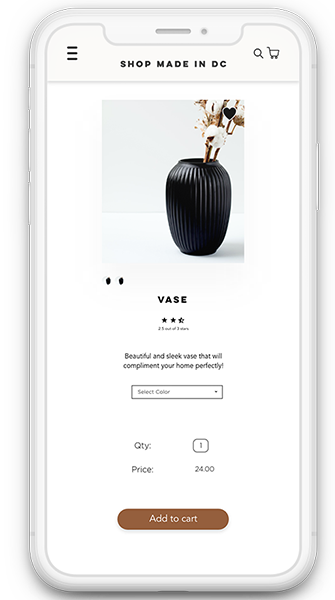 SHOP MADE IN DC
VASE
2.5 out of 3 stars
Beautiful and sleek vase that will
compliment your home perfectly!
Select Color
Qty: 1
Price: 24.00
Add to cart